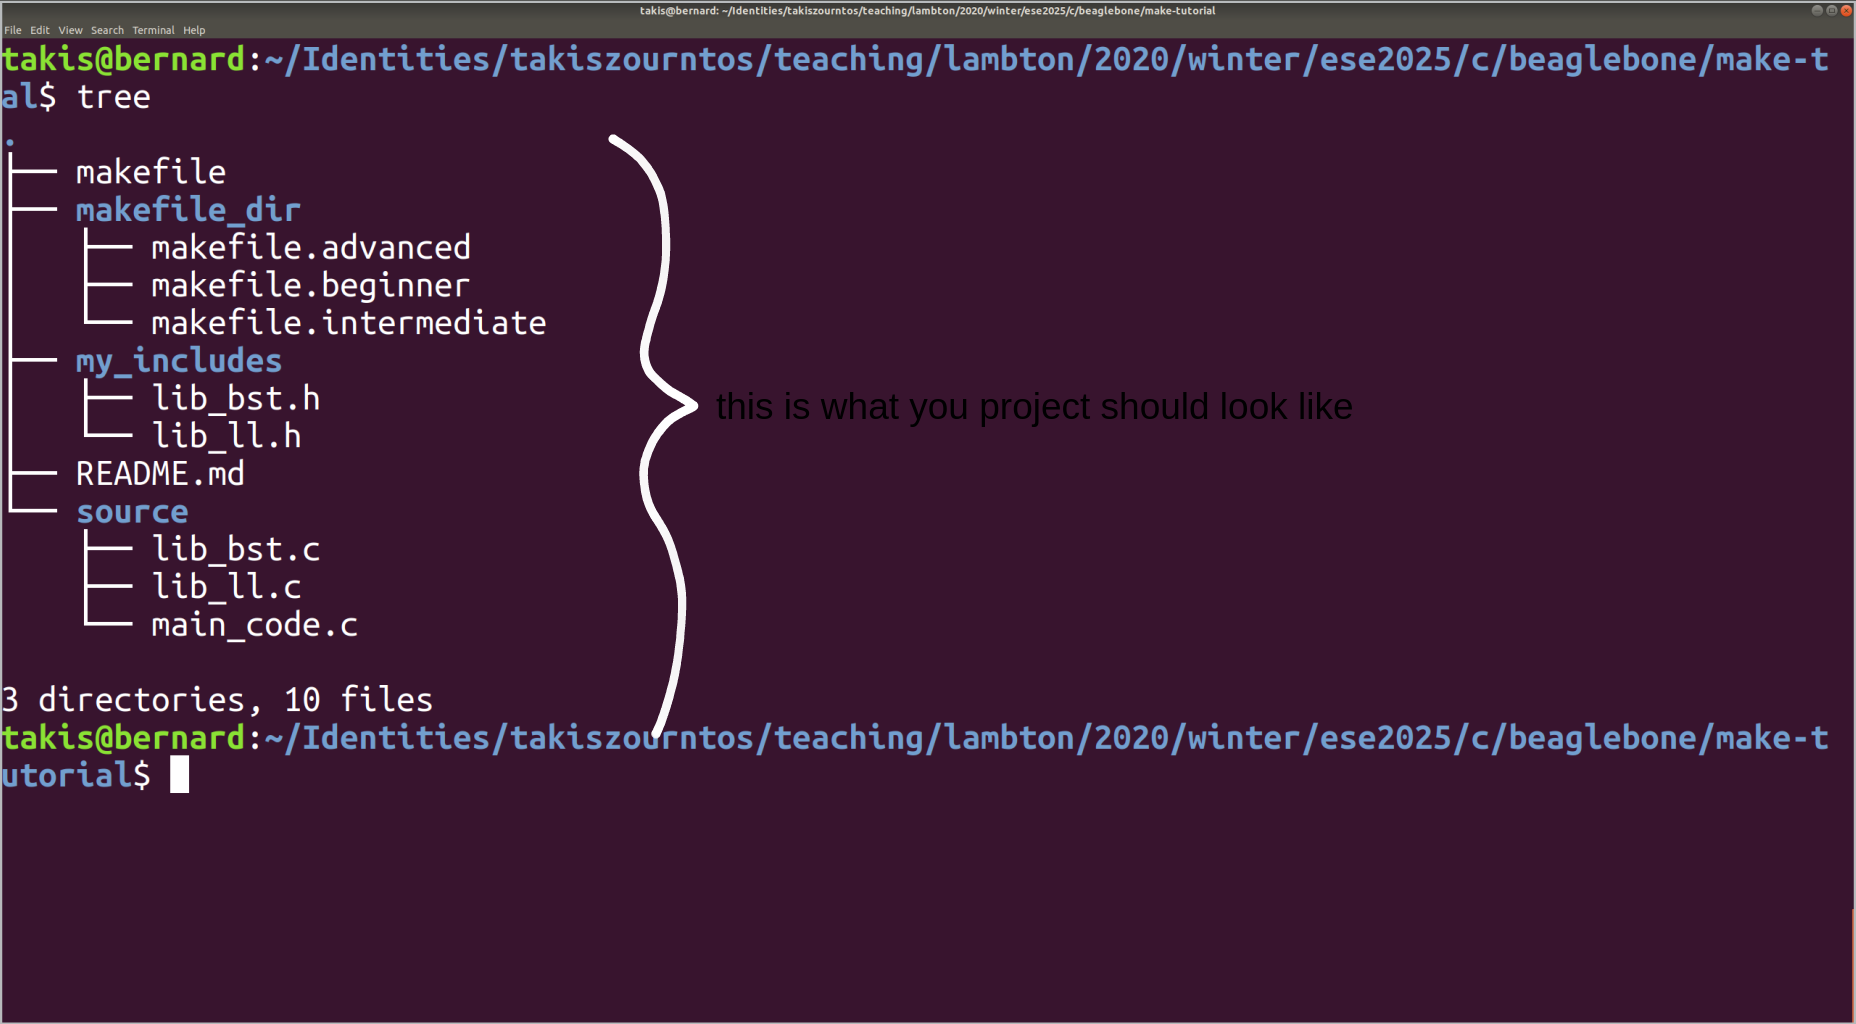 takis@bernard: ~/Identities/takiszourntos/teaching/lambton/2020/winter/ese2025/c/beaglebone/make-tutorial
File Edit View Search Terminal Help
takis@bernard:~/Identities/takiszourntos/teaching/lambton/2020/winter/ese2025/c/beaglebone/make-t
al$ tree
.
├── makefile
├── makefile_dir
│   ├── makefile.advanced
│   ├── makefile.beginner
│   └── makefile.intermediate
├── my_includes
│   ├── lib_bst.h
│   └── lib_ll.h
├── README.md
└── source
    ├── lib_bst.c
    ├── lib_ll.c
    └── main_code.c
this is what you project should look like
3 directories, 10 files
takis@bernard:~/Identities/takiszourntos/teaching/lambton/2020/winter/ese2025/c/beaglebone/make-t
utorial$